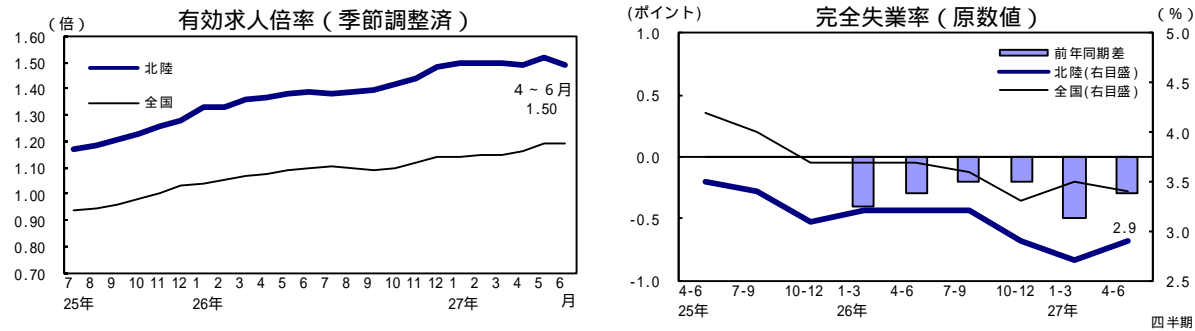 有効求人倍率（季節調整済）
（倍）
1.60
1.50
1.40
1.30
1.20
1.10
1.00
0.90
0.80
0.70
北陸
全国
4～6月
1.50
7 8 9 10 11 12 1 2 3 4 5 6 7 8 9 10 11 12 1 2 3 4 5 6
25年 26年 27年 月
完全失業率（原数値）
(ポイント) (％)
1.0
0.5
0.0
-0.5
-1.0
前年同期差
北陸(右目盛)
全国(右目盛)
2.9
5.0
4.5
4.0
3.5
3.0
2.5
4-6 7-9 10-12 1-3 4-6 7-9 10-12 1-3 4-6
25年 26年 27年
四半期